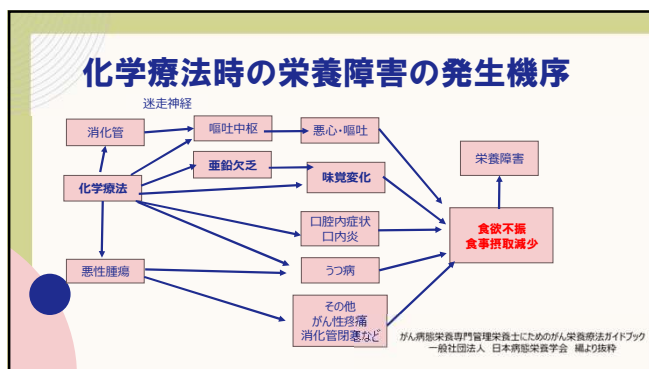 化学療法時の栄養障害の発生機序
迷走神経
消化管
嘔吐中枢
悪心・嘔吐
栄養障害
亜鉛欠乏
化学療法
味覚変化
口腔内症状
口内炎
食欲不振
食事摂取減少
悪性腫瘍
うつ病
その他
がん性疼痛
消化管閉塞など
がん病態栄養専門管理栄養士にためのがん栄養療法ガイドブック
一般社団法人 日本病態栄養学会 編より抜粋